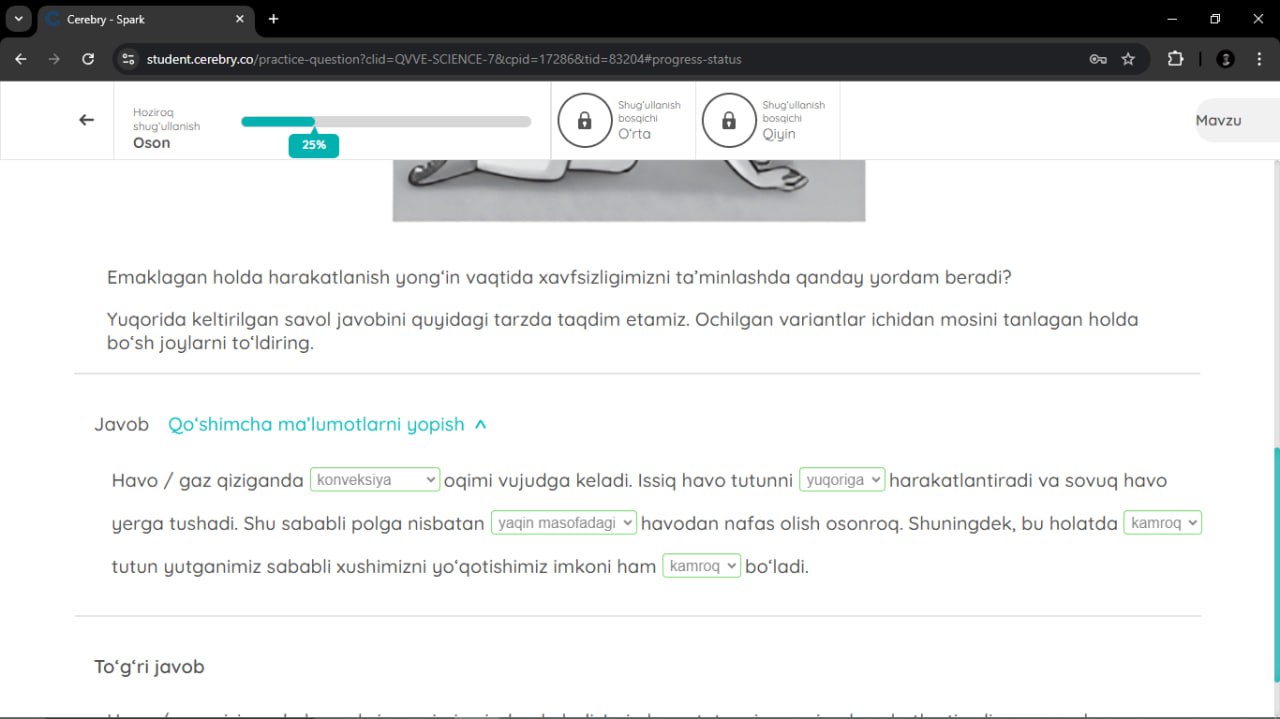 Cerebry - Spark
student.cerebry.co/practice-question?clid=QVVE-SCIENCE-7&cpid=17286&tid=83204#progress-status
Hoziroq
shug‘ullanish
Oson
25%
Shug‘ullanish
bosqichi
O‘rta
Shug‘ullanish
bosqichi
Qiyin
Mavzu
Emaklagan holda harakatlanish yong‘in vaqtida xavfsizligimizni ta’minlashda qanday yordam beradi?
Yuqorida keltirilgan savol javobini quyidagi tarzda taqdim etamiz. Ochilgan variantlar ichidan mosini tanlagan holda
bo‘sh joylarni to‘ldiring.
Javob Qo‘shimcha ma’lumotlarni yopish
Havo / gaz qiziganda konveksiya oqimi vujudga keladi. Issiq havo tutunni yuqoriga harakatlantiradi va sovuq havo
yerga tushadi. Shu sababli polga nisbatan yaqin masofadagi havodan nafas olish osonroq. Shuningdek, bu holatda kamroq
tutun yutganimiz sababli xushimizni yo‘qotishimiz imkoni ham kamroq bo‘ladi.
To‘g‘ri javob